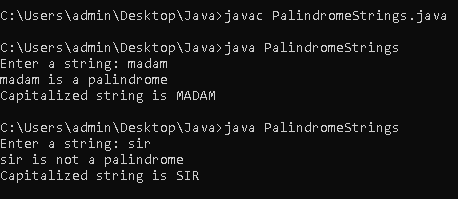 C:\Users\admin\Desktop\Java>javac PalindromeStrings.java
C:\Users\admin\Desktop\Java>java PalindromeStrings
Enter a string: madam
madam is a palindrome
Capitalized string is MADAM
C:\Users\admin\Desktop\Java>java PalindromeStrings
Enter a string: sir
sir is not a palindrome
Capitalized string is SIR